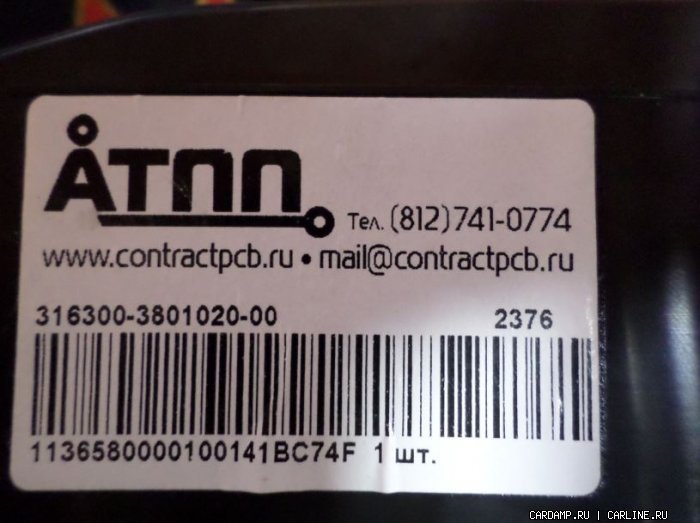 АТПП
Тел. (812)741-0774
www.contractpcb.ru • mail@contractpcb.ru
316300-3801020-00 2376
1136580000100141BC74F 1 шт.
CARDAMP.RU | CARLINE.RU